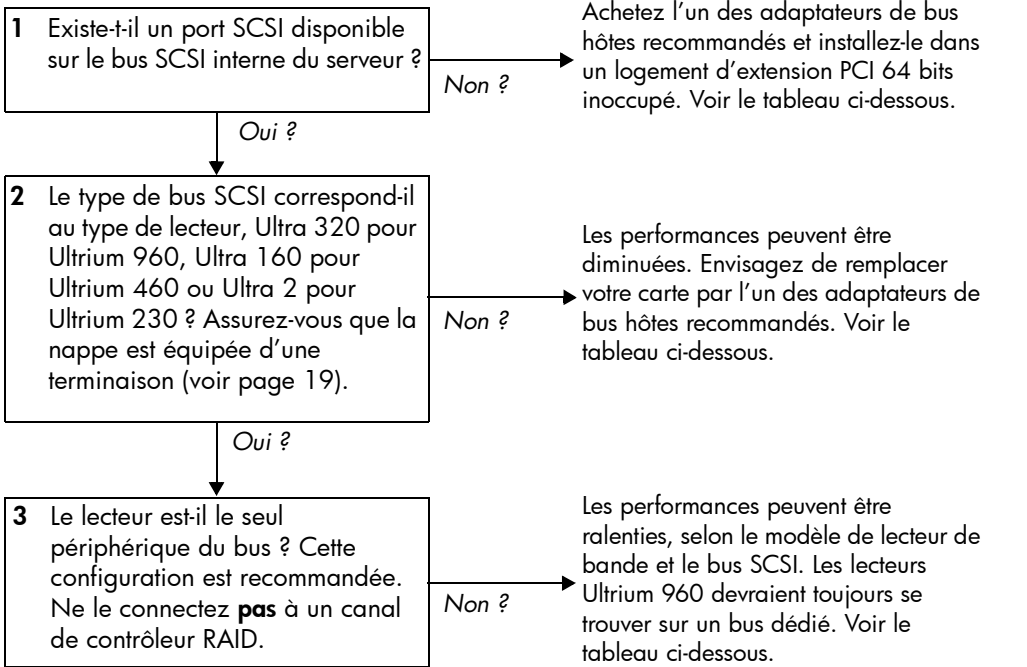 1 Existe-t-il un port SCSI disponible
sur le bus SCSI interne du serveur ?
Non ?
Achetez l'un des adaptateurs de bus
hôtes recommandés et installez-le dans
un logement d'extension PCI 64 bits
inoccupé. Voir le tableau ci-dessous.
Oui ?
2 Le type de bus SCSI correspond-il
au type de lecteur, Ultra 320 pour
Ultrium 960, Ultra 160 pour
Ultrium 460 ou Ultra 2 pour
Ultrium 230 ? Assurez-vous que la
nappe est équipée d'une
terminaison (voir page 19).
Non ?
Les performances peuvent être
diminuées. Envisagez de remplacer
votre carte par l'un des adaptateurs de
bus hôtes recommandés. Voir le
tableau ci-dessous.
Oui ?
3 Le lecteur est-il le seul
périphérique du bus ? Cette
configuration est recommandée.
Ne le connectez pas à un canal
de contrôleur RAID.
Non ?
Les performances peuvent être
ralenties, selon le modèle de lecteur de
bande et le bus SCSI. Les lecteurs
Ultrium 960 devraient toujours se
trouver sur un bus dédié. Voir le
tableau ci-dessous.